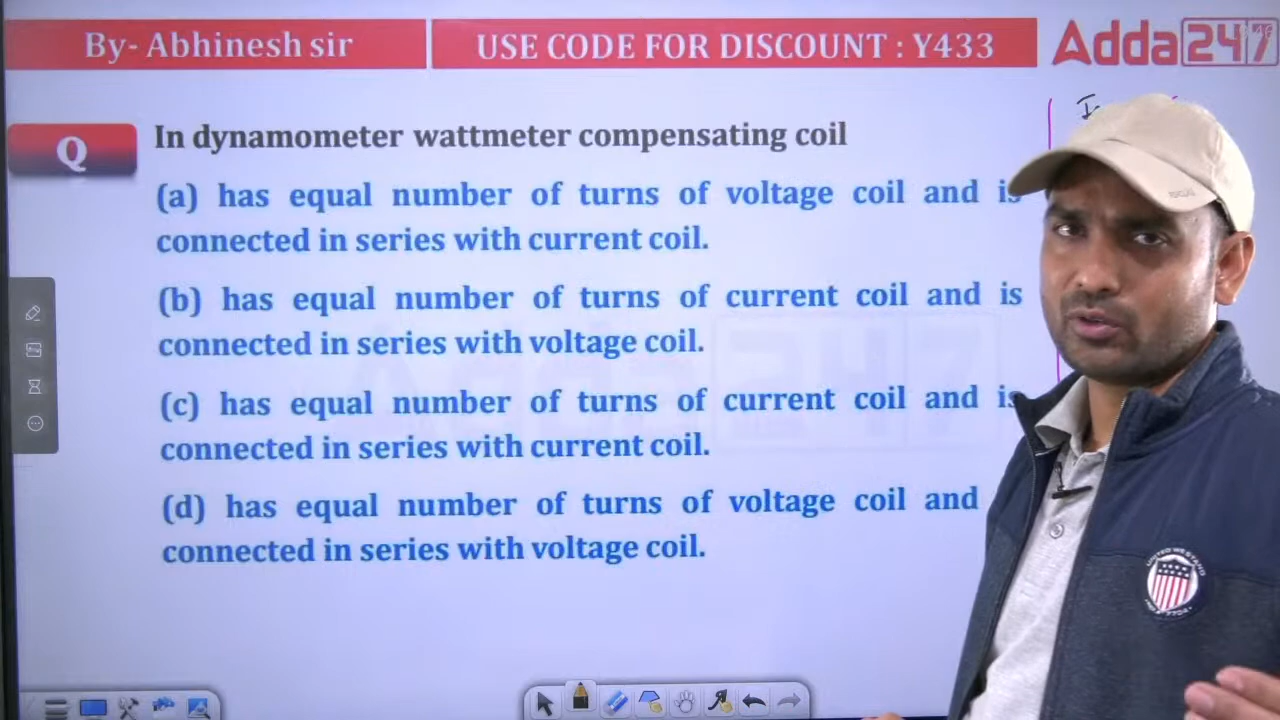 By- Abhinesh sir
USE CODE FOR DISCOUNT : Y433
Adda247
Q
In dynamometer wattmeter compensating coil
(a) has equal number of turns of voltage coil and is
connected in series with current coil.
(b) has equal number of turns of current coil and is
connected in series with voltage coil.
(c) has equal number of turns of current coil and is
connected in series with current coil.
(d) has equal number of turns of voltage coil and
connected in series with voltage coil.
Adda247
UNITED WE STAND